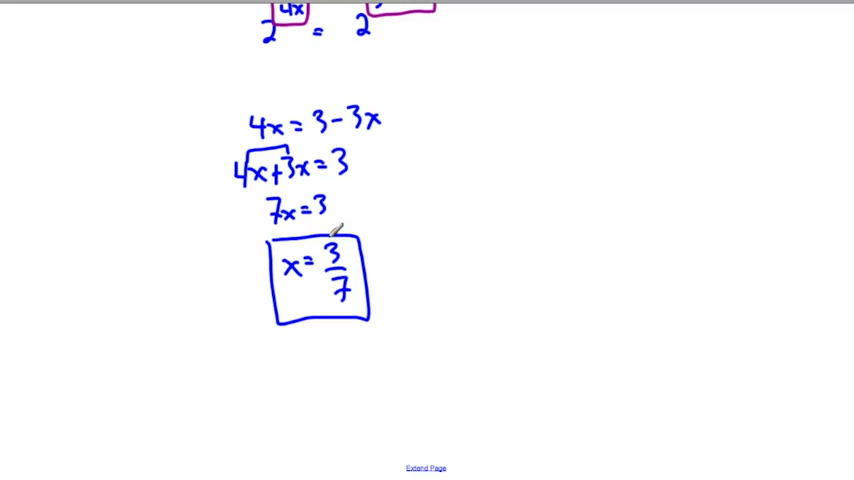 2^{4x} = 2
4x = 3 - 3x
4x + 3x = 3
7x = 3
x = 3/7
Extend Page